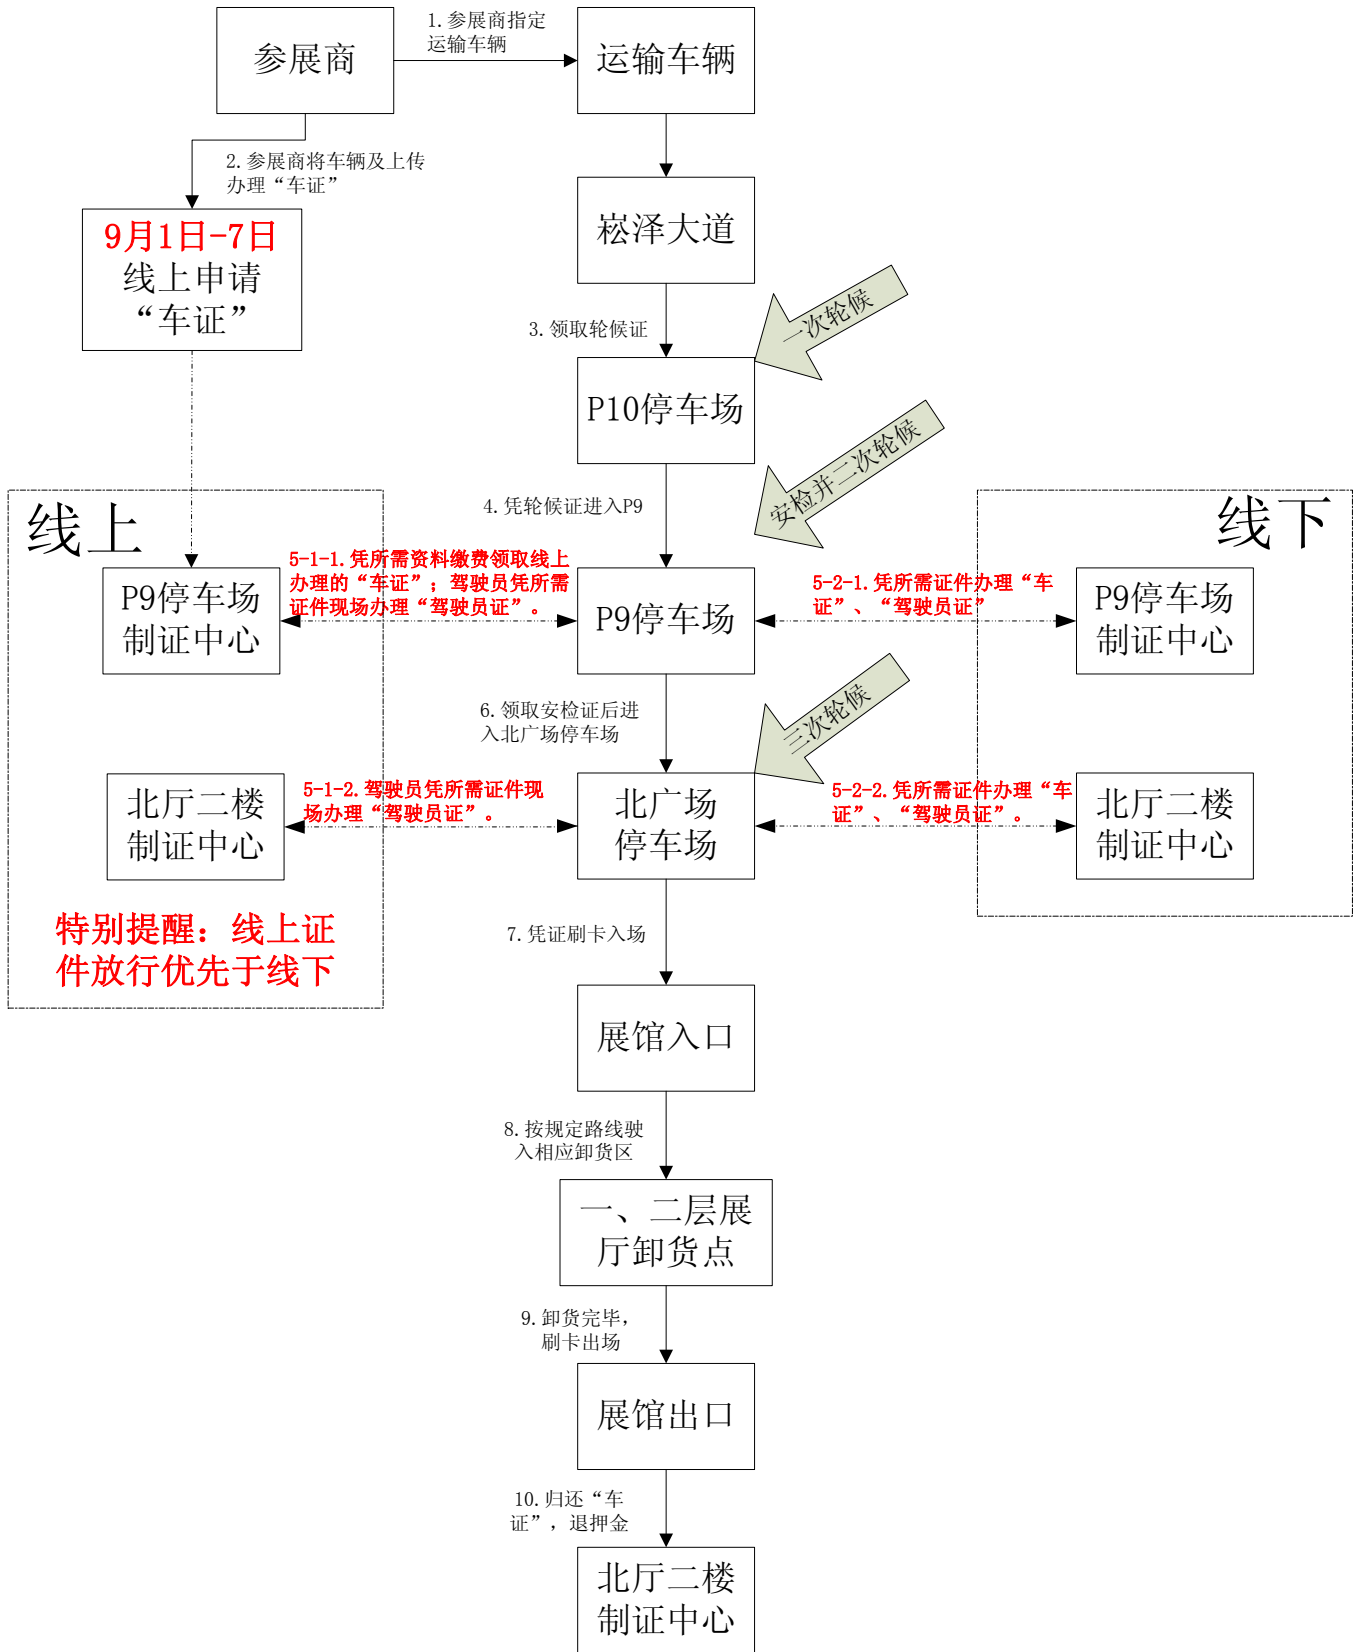 参展商
1.参展商指定
运输车辆
运输车辆
2.参展商将车辆及上传
办理“车证”
9月1日-7日
线上申请
“车证”
崧泽大道
3.领取轮候证
一次轮候
P10停车场
4.凭轮候证进入P9
安检并二次轮候
线上
5-1-1.凭所需资料缴费领取线上
办理的“车证”；驾驶员凭所需
证件现场办理“驾驶员证”。
P9停车场
制证中心
P9停车场
线下
5-2-1.凭所需证件办理“车
证”、“驾驶员证”
P9停车场
制证中心
6.领取安检证后进
入北广场停车场
三次轮候
5-1-2.驾驶员凭所需证件现
场办理“驾驶员证”。
北厅二楼
制证中心
北广场
停车场
5-2-2.凭所需证件办理“车
证”、“驾驶员证”。
北厅二楼
制证中心
特别提醒：线上证
件放行优先于线下
7.凭证刷卡入场
展馆入口
8.按规定路线驶
入相应卸货区
一、二层展
厅卸货点
9.卸货完毕，
刷卡出场
展馆出口
10.归还“车
证”，退押金
北厅二楼
制证中心